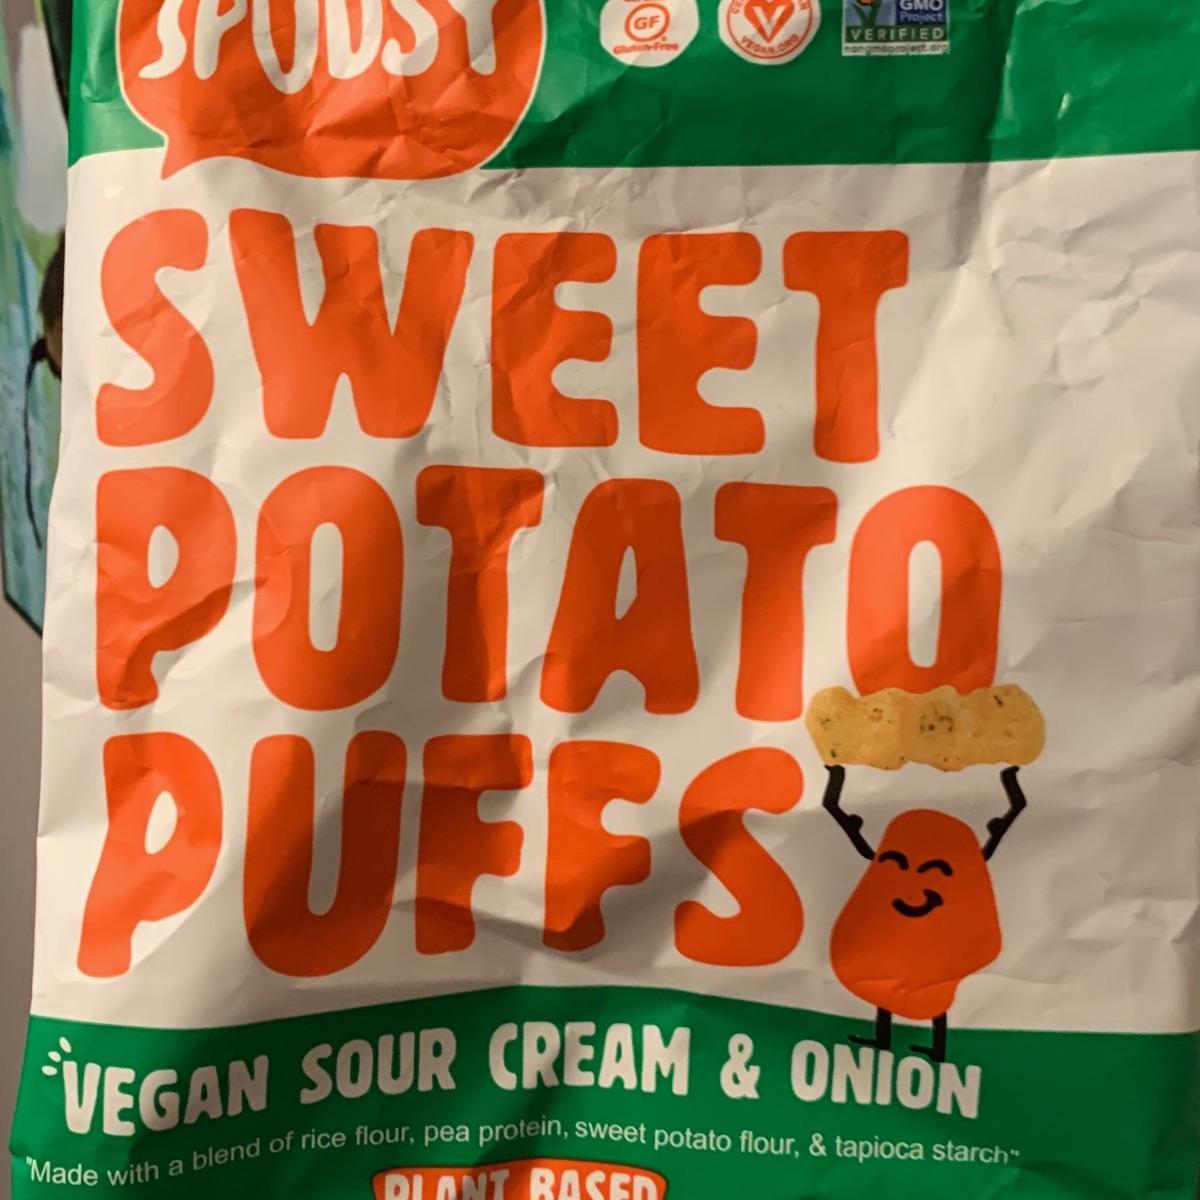 SPUDSY
GF
Gluten-Free
VEGAN.ORG
GMO
Project
VERIFIED
nongmoproject.org
SWEET
POTATO
PUFFS
VEGAN SOUR CREAM & ONION
"Made with a blend of rice flour, pea protein, sweet potato flour, & tapioca starch"
PLANT BASED